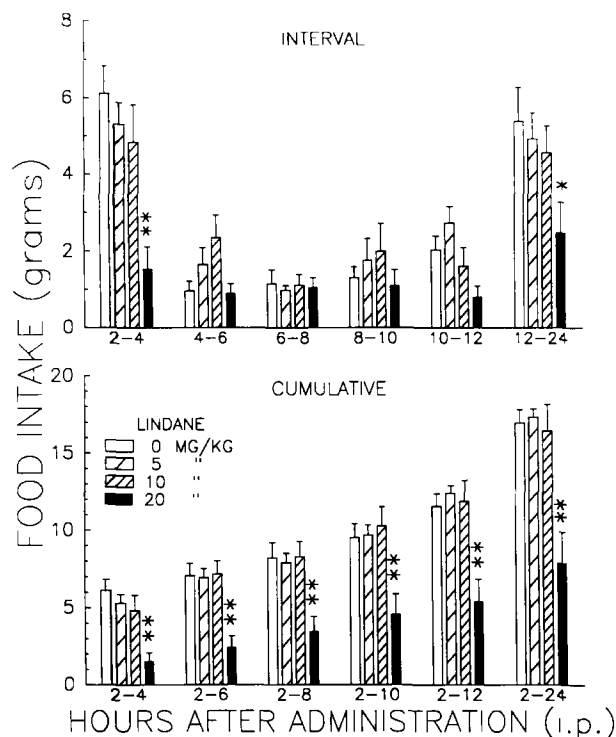 INTERVAL
8
6
4
2
0
**
*
2-4 4-6 6-8 8-10 10-12 12-24
FOOD INTAKE (grams)
CUMULATIVE
20
15
10
5
0
LINDANE
0 MG/KG
5 "
10 "
20 "
** ** ** ** ** **
2-4 2-6 2-8 2-10 2-12 2-24
HOURS AFTER ADMINISTRATION (i.p.)